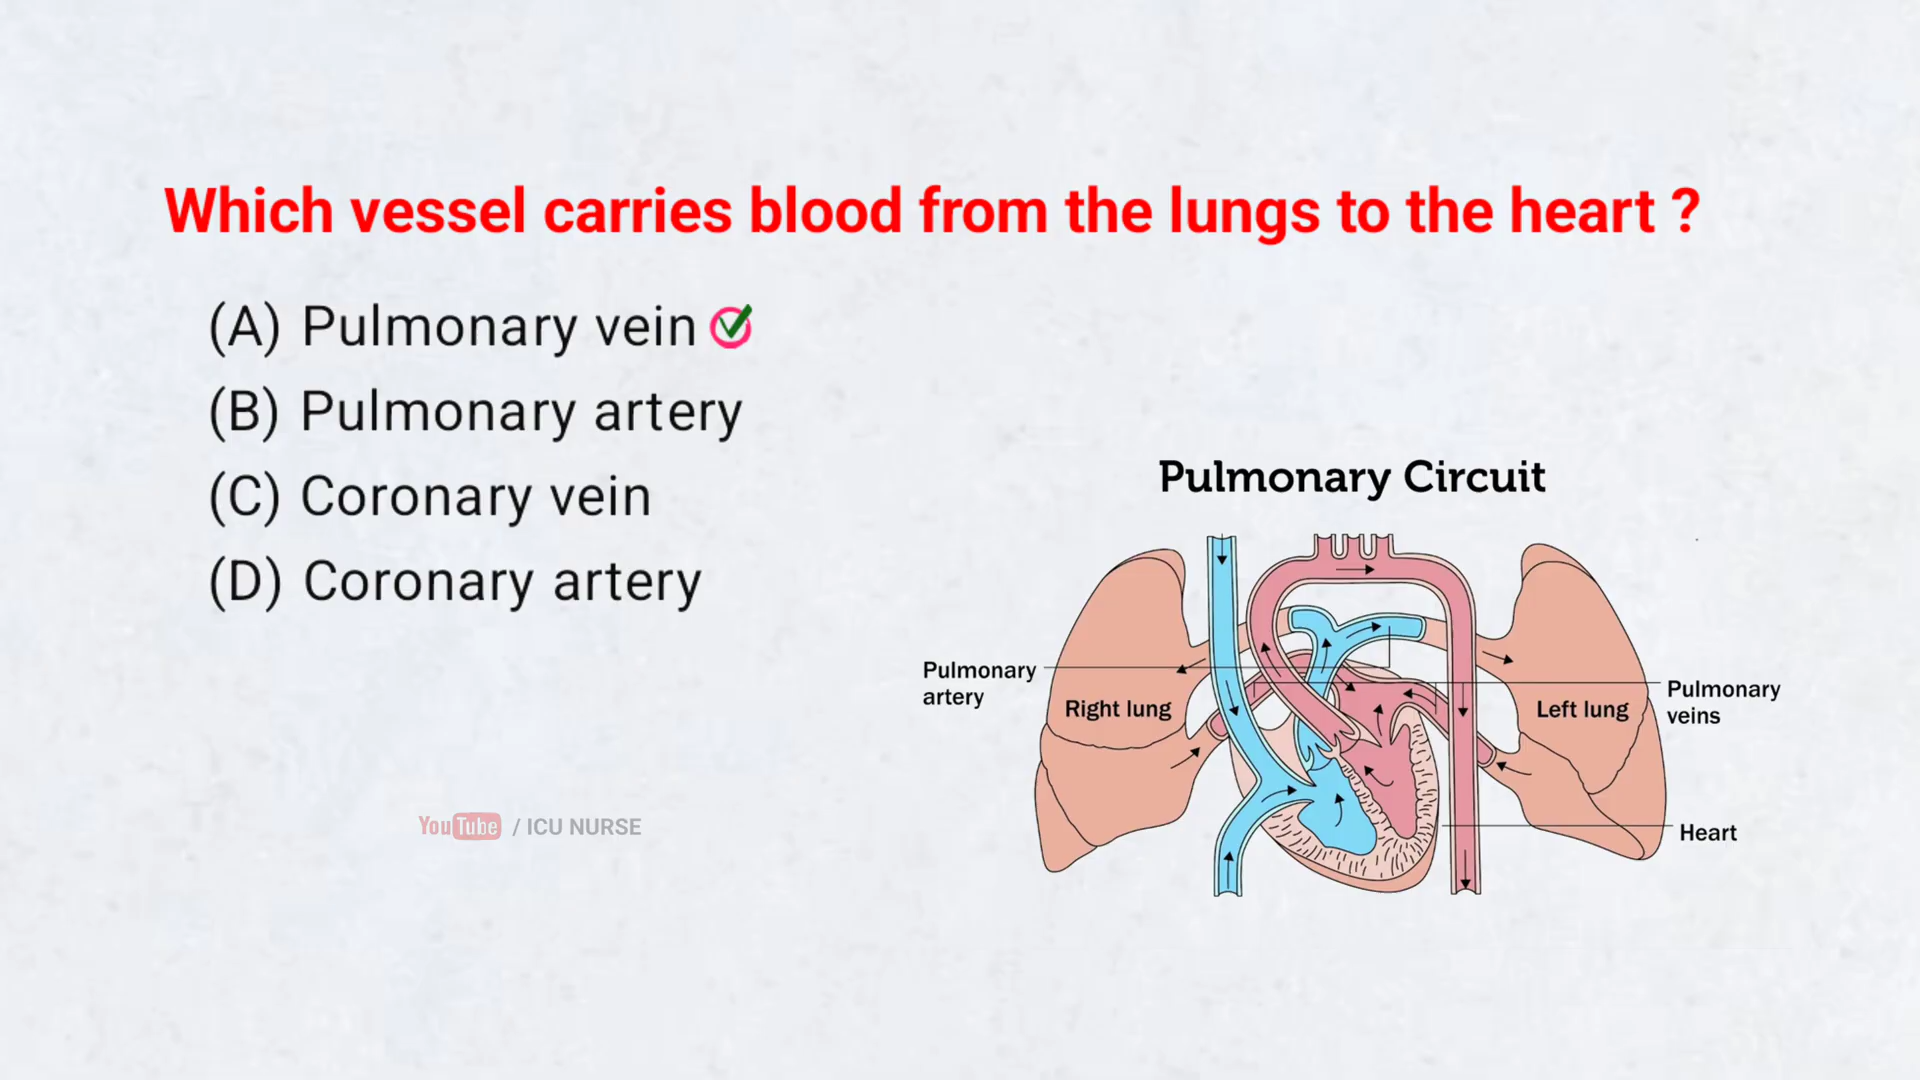 Which vessel carries blood from the lungs to the heart ?
(A) Pulmonary vein
(B) Pulmonary artery
(C) Coronary vein
(D) Coronary artery
Pulmonary Circuit
Pulmonary
artery
Right lung
Left lung
Pulmonary
veins
Heart
YouTube / ICU NURSE